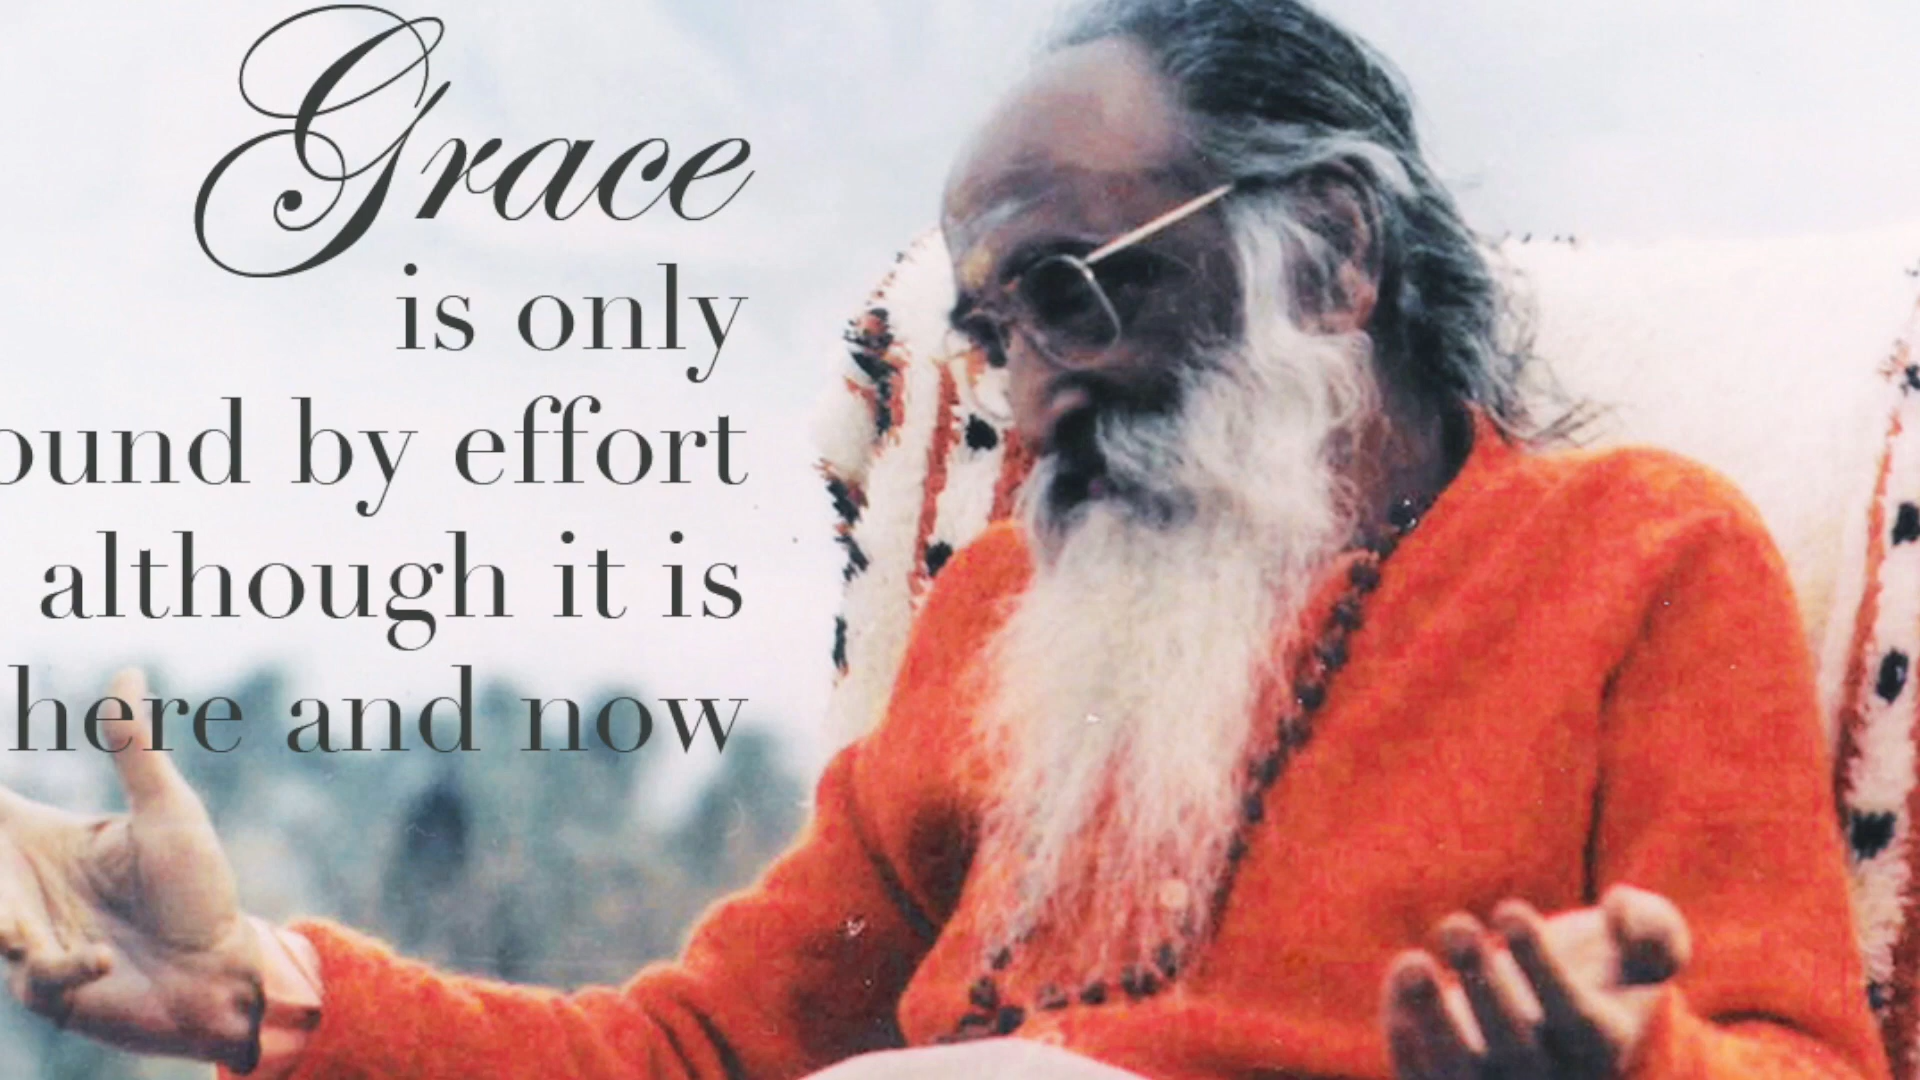 Grace
is only
ound by effort
although it is
here and now